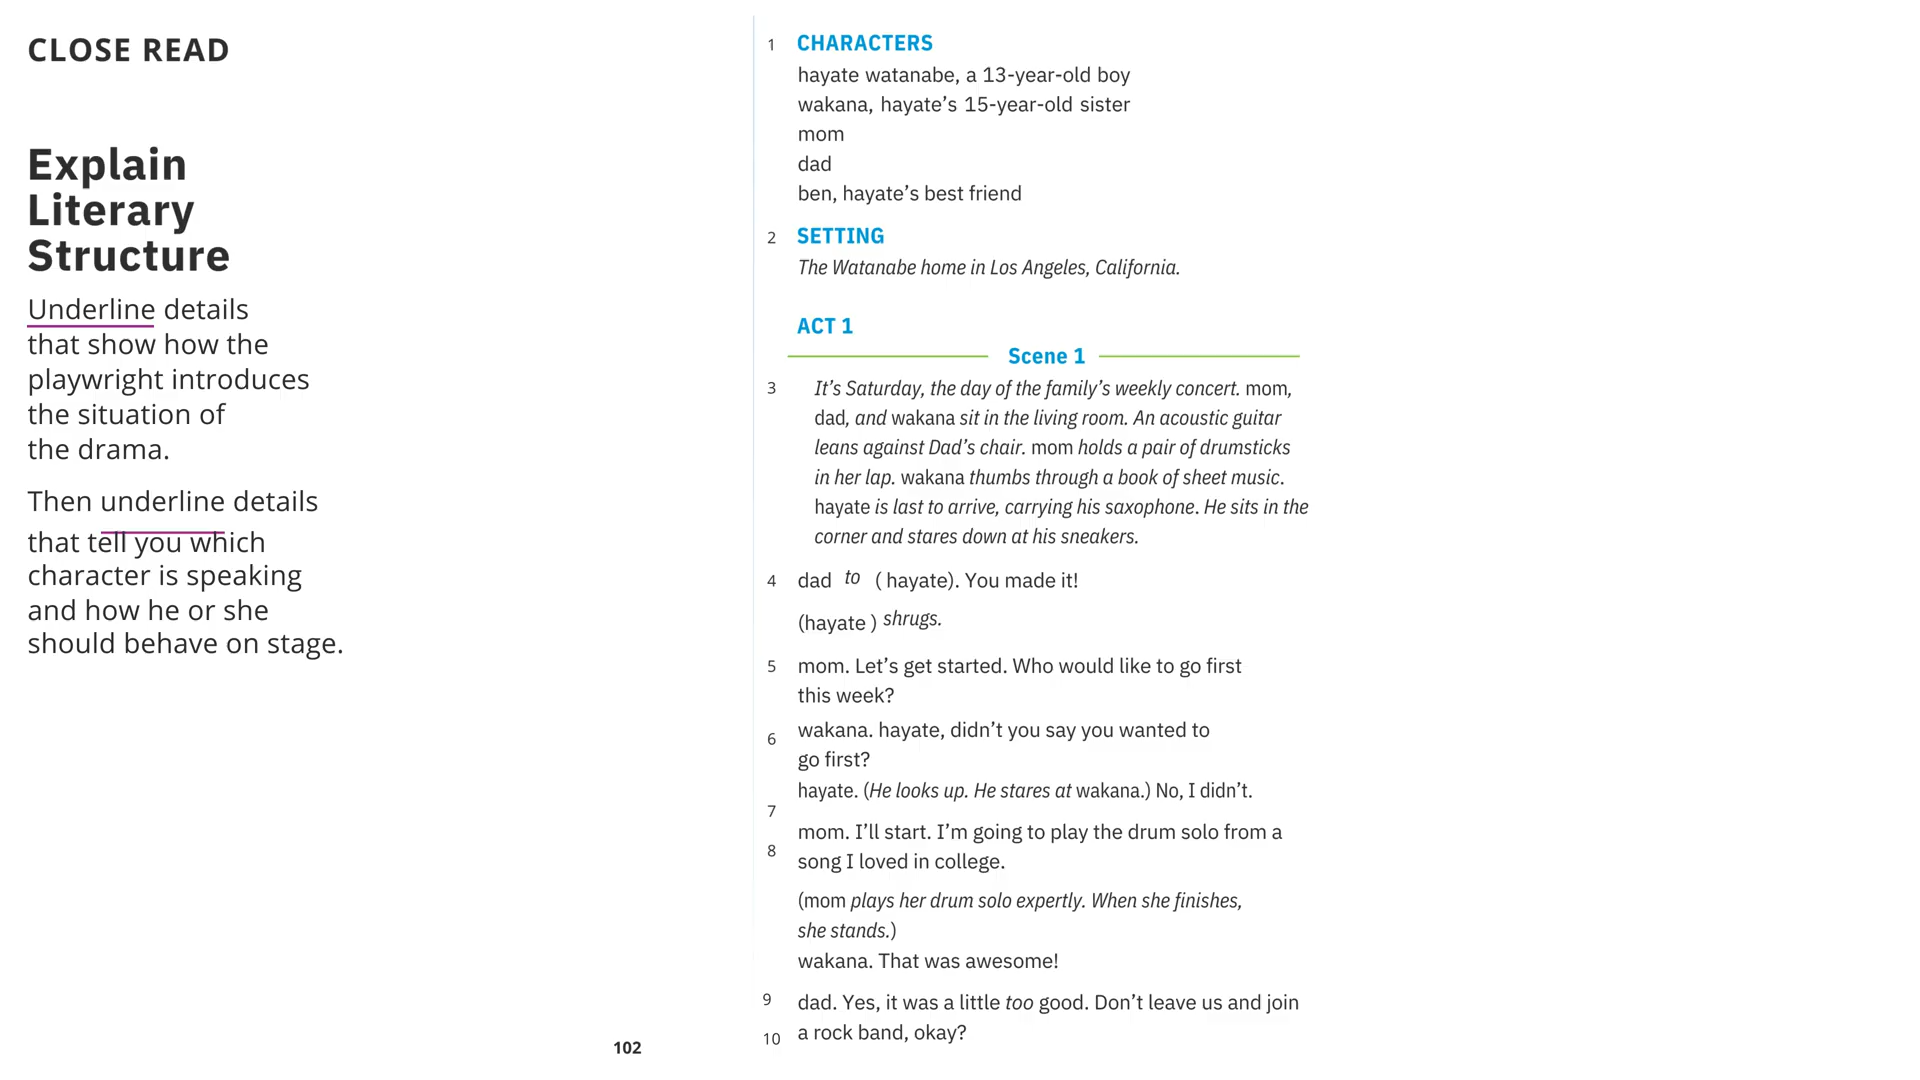 CLOSE READ
Explain
Literary
Structure
Underline details
that show how the
playwright introduces
the situation of
the drama.
Then underline details
that tell you which
character is speaking
and how he or she
should behave on stage.
102
1 CHARACTERS
hayate watanabe, a 13-year-old boy
wakana, hayate’s 15-year-old sister
mom
dad
ben, hayate’s best friend
2 SETTING
The Watanabe home in Los Angeles, California.
ACT 1
Scene 1
3 It’s Saturday, the day of the family’s weekly concert. mom,
dad, and wakana sit in the living room. An acoustic guitar
leans against Dad’s chair. mom holds a pair of drumsticks
in her lap. wakana thumbs through a book of sheet music.
hayate is last to arrive, carrying his saxophone. He sits in the
corner and stares down at his sneakers.
4 dad to ( hayate). You made it!
(hayate ) shrugs.
5 mom. Let’s get started. Who would like to go first
this week?
6 wakana. hayate, didn’t you say you wanted to
go first?
hayate. (He looks up. He stares at wakana.) No, I didn’t.
7
mom. I’ll start. I’m going to play the drum solo from a
8 song I loved in college.
(mom plays her drum solo expertly. When she finishes,
she stands.)
wakana. That was awesome!
9 dad. Yes, it was a little too good. Don’t leave us and join
10 a rock band, okay?